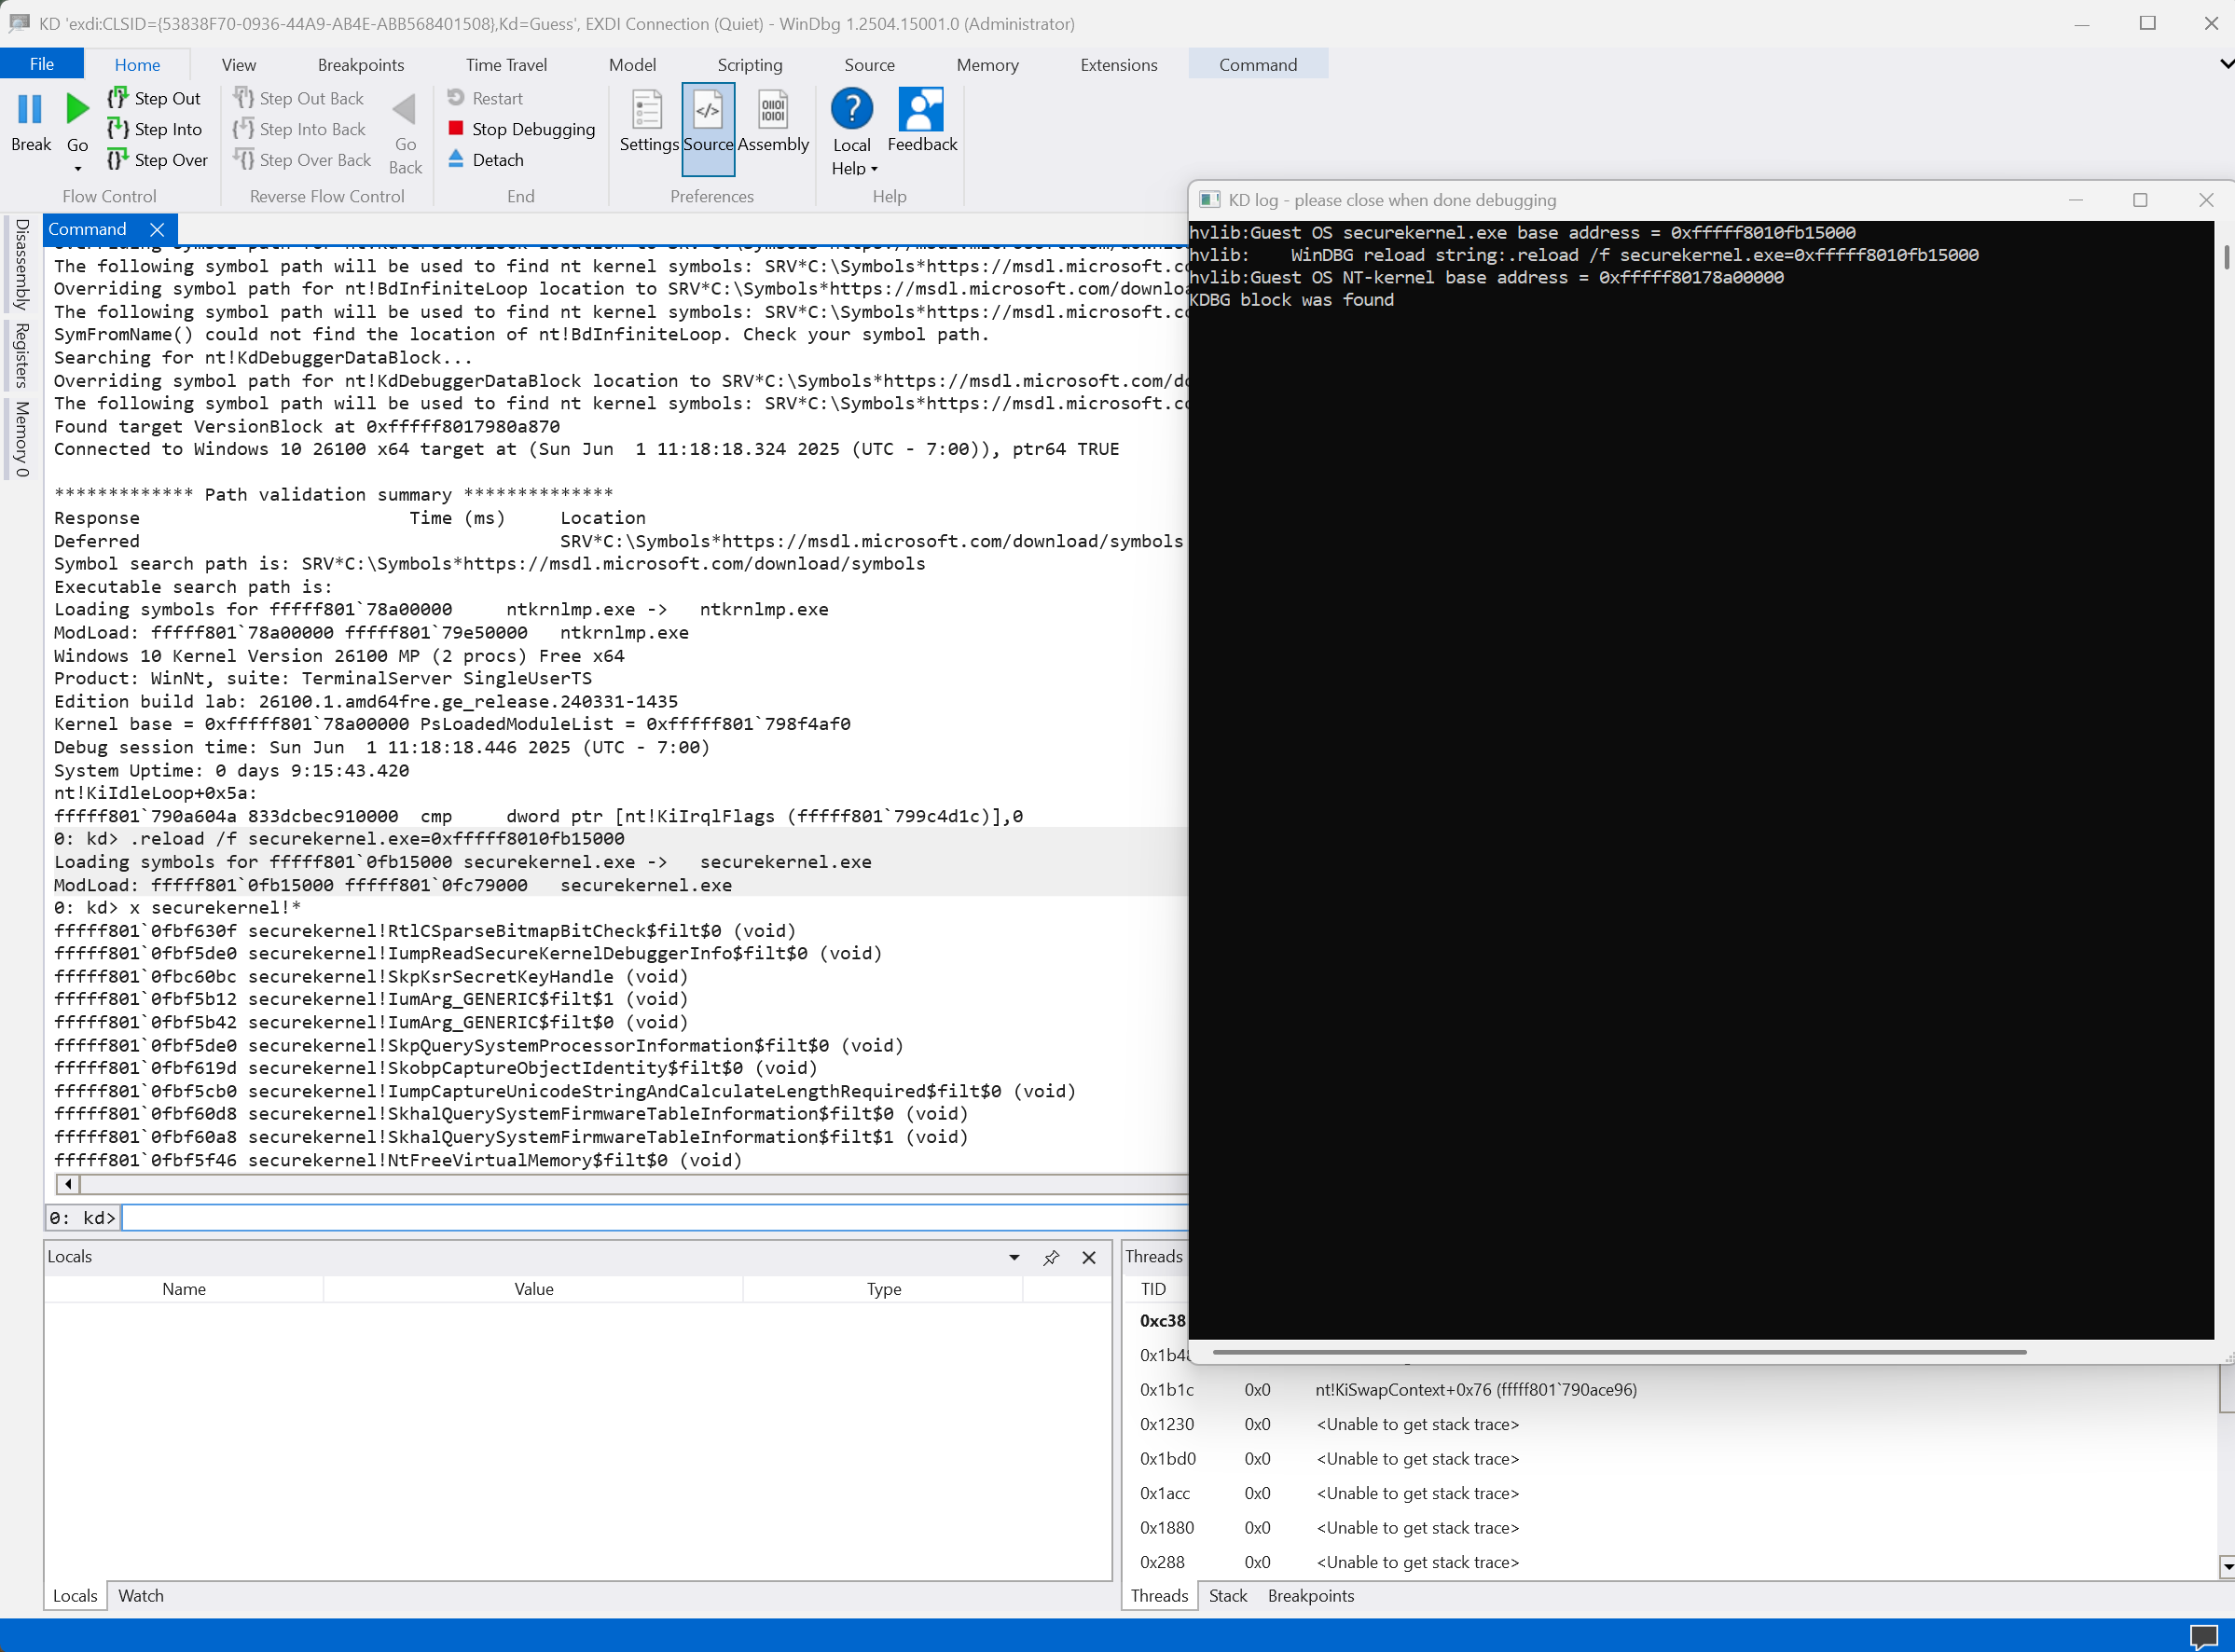 KD 'exdi:CLSID={53838F70-0936-44A9-AB4E-ABB568401508},Kd=Guess', EXDI Connection (Quiet) - WinDbg 1.2504.15001.0 (Administrator)
File Home View Breakpoints Time Travel Model Scripting Source Memory Extensions Command
Break
Go
Step Out
Step Into
Step Over
Flow Control
Step Out Back
Step Into Back
Step Over Back
Go Back
Reverse Flow Control
Restart
Stop Debugging
Detach
End
Settings
Source
Assembly
Preferences
Local Help
Feedback
Help
Disassembly
Registers
Memory 0
Command
The following symbol path will be used to find nt kernel symbols: SRV*C:\Symbols*https://msdl.microsoft.c
Overriding symbol path for nt!BdInfiniteLoop location to SRV*C:\Symbols*https://msdl.microsoft.com/downloa
The following symbol path will be used to find nt kernel symbols: SRV*C:\Symbols*https://msdl.microsoft.c
SymFromName() could not find the location of nt!BdInfiniteLoop. Check your symbol path.
Searching for nt!KdDebuggerDataBlock...
Overriding symbol path for nt!KdDebuggerDataBlock location to SRV*C:\Symbols*https://msdl.microsoft.com/do
The following symbol path will be used to find nt kernel symbols: SRV*C:\Symbols*https://msdl.microsoft.c
Found target VersionBlock at 0xfffff8017980a870
Connected to Windows 10 26100 x64 target at (Sun Jun  1 11:18:18.324 2025 (UTC - 7:00)), ptr64 TRUE
************* Path validation summary **************
Response Time (ms) Location
Deferred SRV*C:\Symbols*https://msdl.microsoft.com/download/symbols
Symbol search path is: SRV*C:\Symbols*https://msdl.microsoft.com/download/symbols
Executable search path is:
Loading symbols for fffff801`78a00000     ntkrnlmp.exe ->   ntkrnlmp.exe
ModLoad: fffff801`78a00000 fffff801`79e50000   ntkrnlmp.exe
Windows 10 Kernel Version 26100 MP (2 procs) Free x64
Product: WinNt, suite: TerminalServer SingleUserTS
Edition build lab: 26100.1.amd64fre.ge_release.240331-1435
Kernel base = 0xfffff801`78a00000 PsLoadedModuleList = 0xfffff801`798f4af0
Debug session time: Sun Jun  1 11:18:18.446 2025 (UTC - 7:00)
System Uptime: 0 days 9:15:43.420
nt!KiIdleLoop+0x5a:
fffff801`790a604a 833dcbec910000  cmp     dword ptr [nt!KiIrqlFlags (fffff801`799c4d1c)],0
0: kd> .reload /f securekernel.exe=0xfffff8010fb15000
Loading symbols for fffff801`0fb15000 securekernel.exe ->   securekernel.exe
ModLoad: fffff801`0fb15000 fffff801`0fc79000   securekernel.exe
0: kd> x securekernel!*
fffff801`0fbf630f securekernel!RtlCSparseBitmapBitCheck$filt$0 (void)
fffff801`0fbf5de0 securekernel!IumpReadSecureKernelDebuggerInfo$filt$0 (void)
fffff801`0fbc60bc securekernel!SkpKsrSecretKeyHandle (void)
fffff801`0fbf5b12 securekernel!IumArg_GENERIC$filt$1 (void)
fffff801`0fbf5b42 securekernel!IumArg_GENERIC$filt$0 (void)
fffff801`0fbf5de0 securekernel!SkpQuerySystemProcessorInformation$filt$0 (void)
fffff801`0fbf619d securekernel!SkobpCaptureObjectIdentity$filt$0 (void)
fffff801`0fbf5cb0 securekernel!IumpCaptureUnicodeStringAndCalculateLengthRequired$filt$0 (void)
fffff801`0fbf60d8 securekernel!SkhalQuerySystemFirmwareTableInformation$filt$0 (void)
fffff801`0fbf60a8 securekernel!SkhalQuerySystemFirmwareTableInformation$filt$1 (void)
fffff801`0fbf5f46 securekernel!NtFreeVirtualMemory$filt$0 (void)
0: kd>
KD log - please close when done debugging
hvlib:Guest OS securekernel.exe base address = 0xfffff8010fb15000
hvlib:    WinDBG reload string:.reload /f securekernel.exe=0xfffff8010fb15000
hvlib:Guest OS NT-kernel base address = 0xfffff80178a00000
KDBG block was found
Locals
Name Value Type
Locals Watch
Threads
TID
0xc38
0x1b4
0x1b1c 0x0 nt!KiSwapContext+0x76 (fffff801`790ace96)
0x1230 0x0 <Unable to get stack trace>
0x1bd0 0x0 <Unable to get stack trace>
0x1acc 0x0 <Unable to get stack trace>
0x1880 0x0 <Unable to get stack trace>
0x288 0x0 <Unable to get stack trace>
Threads Stack Breakpoints